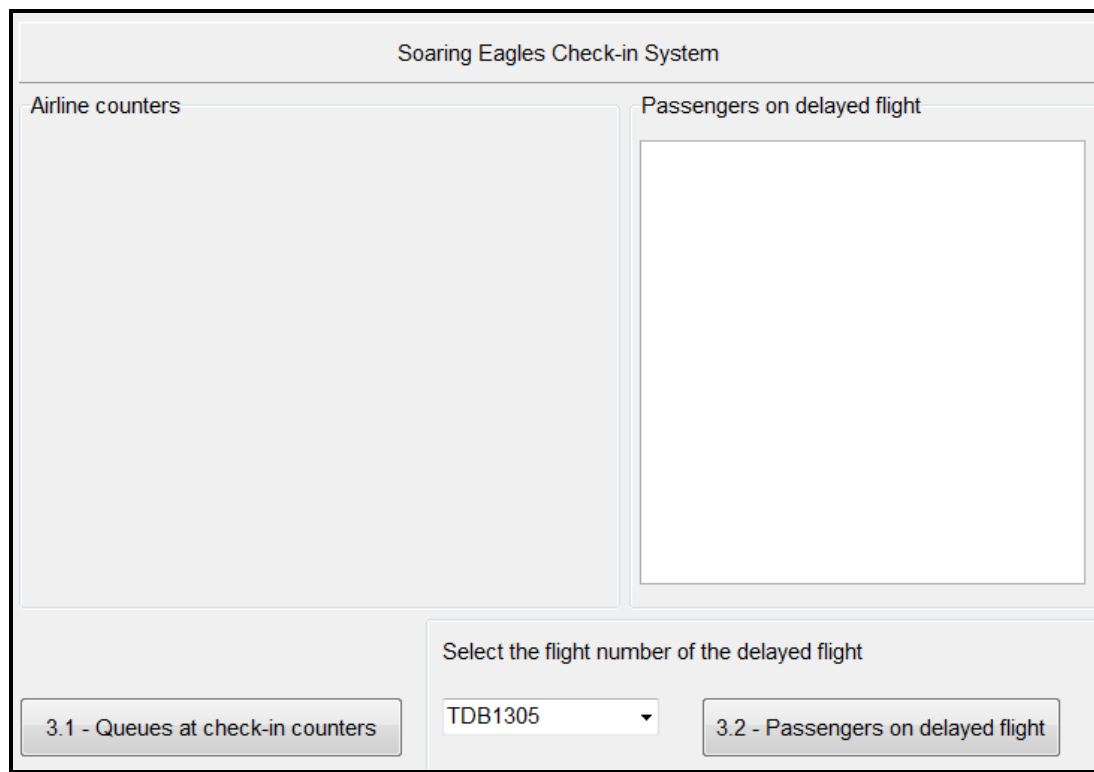 Soaring Eagles Check-in System
Airline counters
Passengers on delayed flight
Select the flight number of the delayed flight
3.1 - Queues at check-in counters
TDB1305
3.2 - Passengers on delayed flight